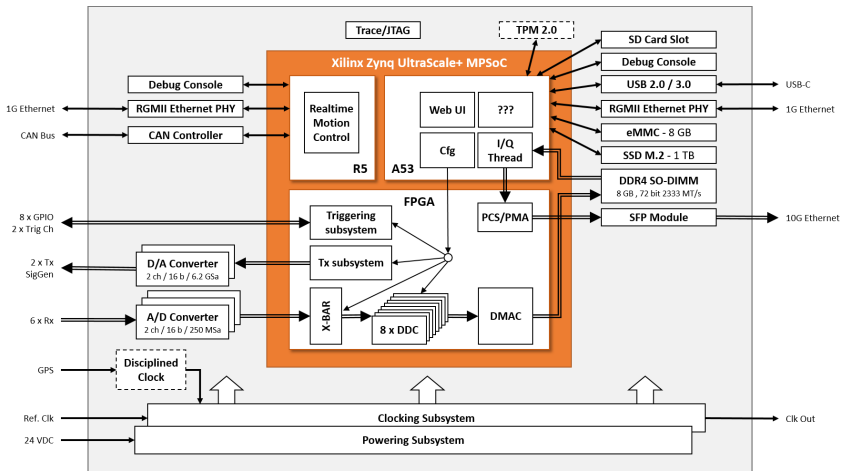 Trace/JTAG
TPM 2.0
SD Card Slot
Xilinx Zynq UltraScale+ MPSoC
Debug Console
Debug Console
USB 2.0 / 3.0
USB-C
1G Ethernet
RGMII Ethernet PHY
Realtime
Motion
Control
Web UI
???
RGMII Ethernet PHY
1G Ethernet
CAN Bus
CAN Controller
eMMC - 8 GB
Cfg
I/Q
Thread
SSD M.2 - 1 TB
R5
A53
DDR4 SO-DIMM
8 GB , 72 bit 2333 MT/s
FPGA
8 x GPIO
2 x Trig Ch
Triggering
subsystem
PCS/PMA
SFP Module
10G Ethernet
2 x Tx
SigGen
D/A Converter
2 ch / 16 b / 6.2 GSa
Tx subsystem
6 x Rx
A/D Converter
2 ch / 16 b / 250 MSa
X-BAR
8 x DDC
DMAC
GPS
Disciplined
Clock
Ref. Clk
Clocking Subsystem
Clk Out
24 VDC
Powering Subsystem